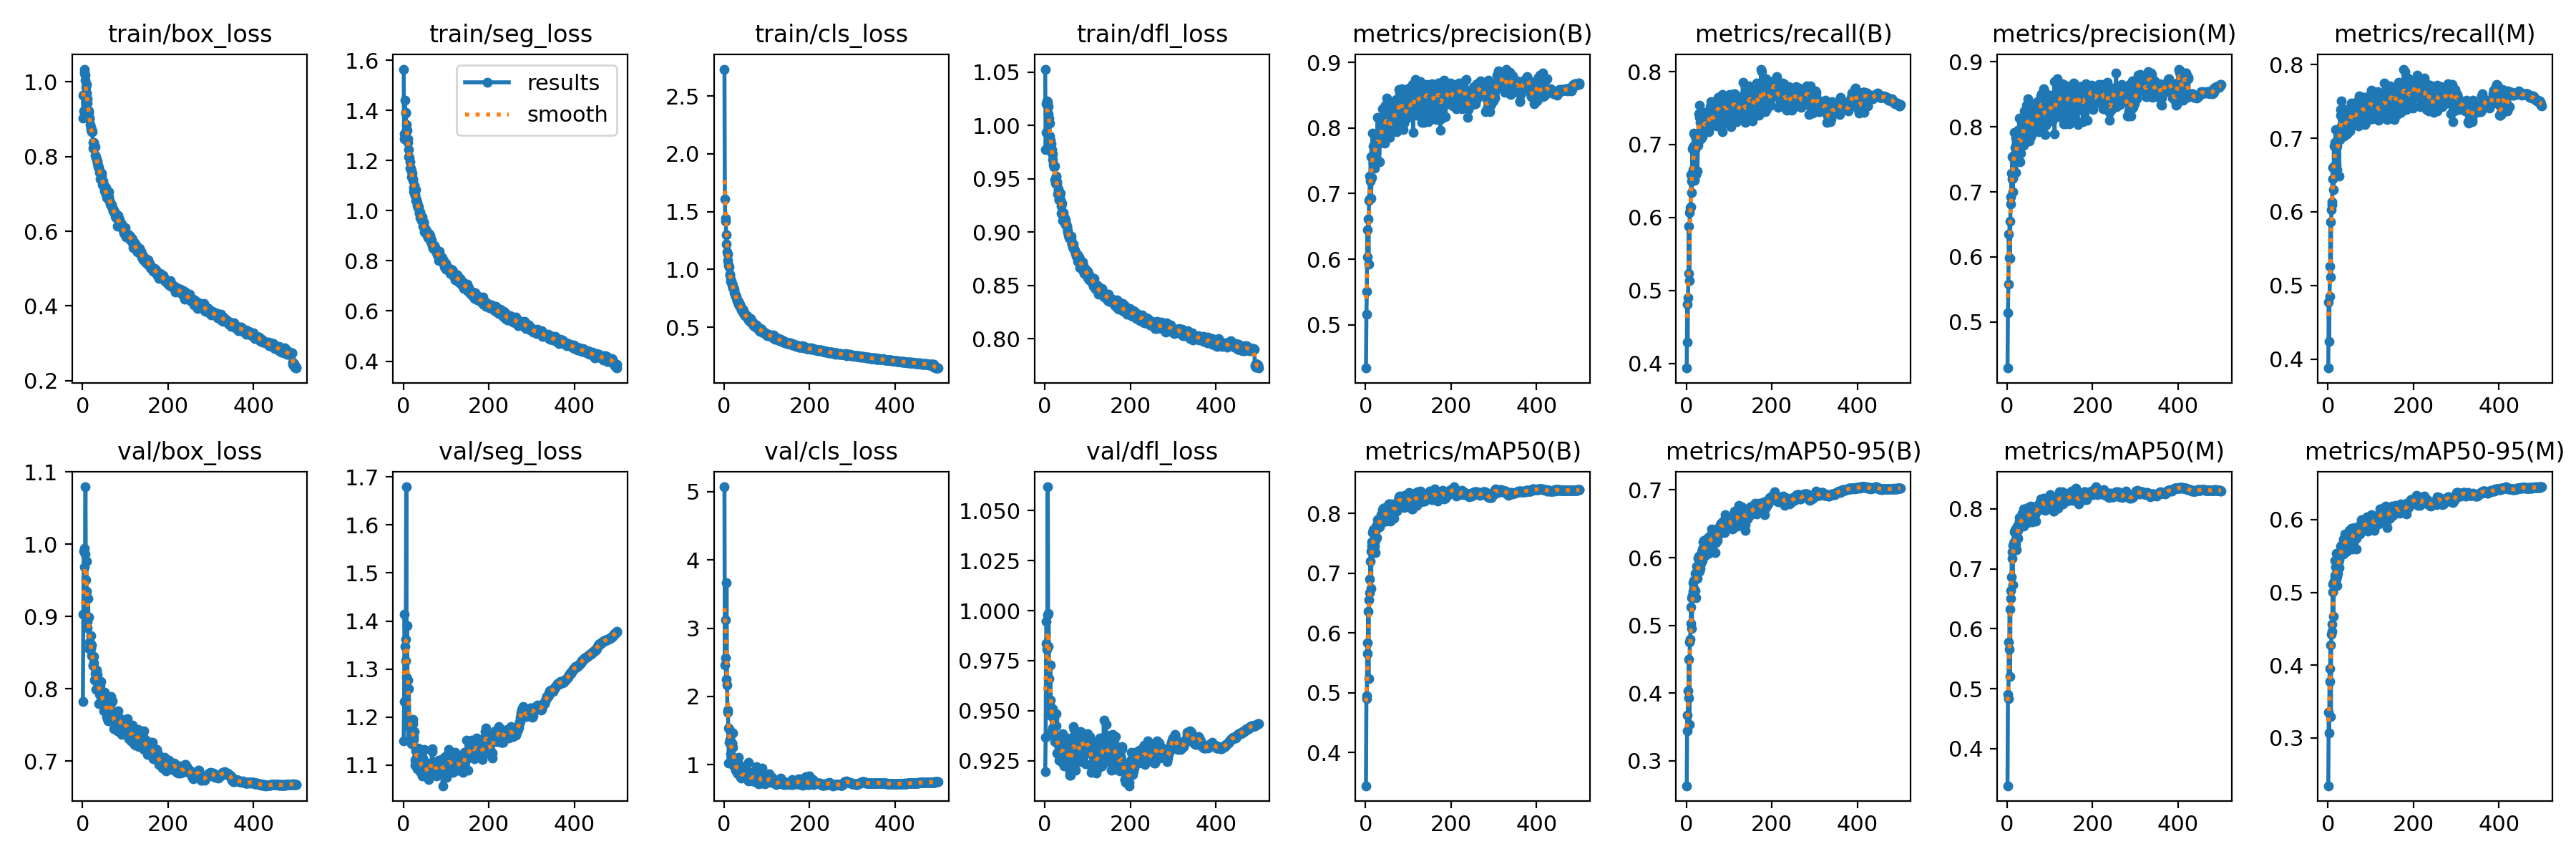 train/box_loss
train/seg_loss
train/cls_loss
train/dfl_loss
metrics/precision(B)
metrics/recall(B)
metrics/precision(M)
metrics/recall(M)
1.0
0.8
0.6
0.4
0.2
0 200 400
1.6
1.4
1.2
1.0
0.8
0.6
0.4
0 200 400
results
smooth
2.5
2.0
1.5
1.0
0.5
0 200 400
1.05
1.00
0.95
0.90
0.85
0.80
0 200 400
0.9
0.8
0.7
0.6
0.5
0 200 400
0.8
0.7
0.6
0.5
0.4
0 200 400
0.9
0.8
0.7
0.6
0.5
0 200 400
0.8
0.7
0.6
0.5
0.4
0 200 400
val/box_loss
val/seg_loss
val/cls_loss
val/dfl_loss
metrics/mAP50(B)
metrics/mAP50-95(B)
metrics/mAP50(M)
metrics/mAP50-95(M)
1.1
1.0
0.9
0.8
0.7
0 200 400
1.7
1.6
1.5
1.4
1.3
1.2
1.1
0 200 400
5
4
3
2
1
0 200 400
1.050
1.025
1.000
0.975
0.950
0.925
0 200 400
0.8
0.7
0.6
0.5
0.4
0 200 400
0.7
0.6
0.5
0.4
0.3
0 200 400
0.8
0.7
0.6
0.5
0.4
0 200 400
0.6
0.5
0.4
0.3
0 200 400